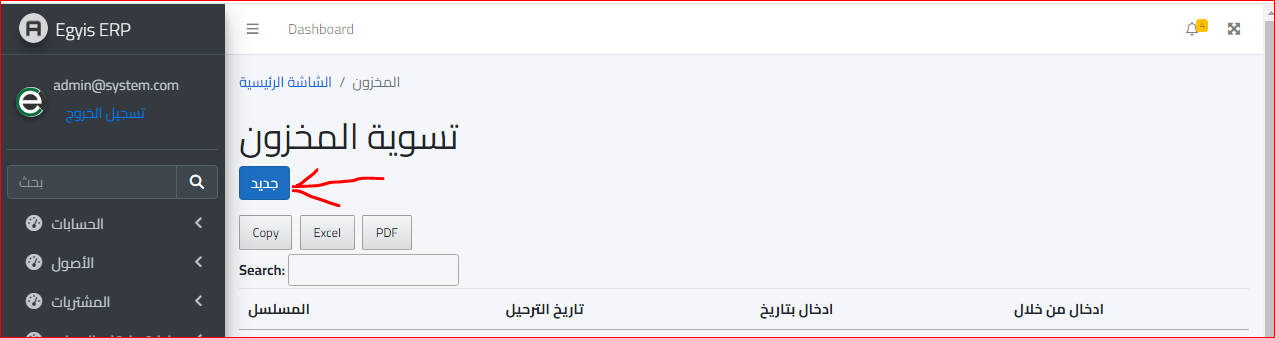 Egyis ERP
Dashboard
4
admin@system.com
تسجيل الخروج
بحث
الحسابات
الأصول
المشتريات
الشاشة الرئيسية / المخزون
تسوية المخزون
جديد
Copy Excel PDF
Search:
المسلسل تاريخ الترحيل ادخال بتاريخ ادخال من خلال